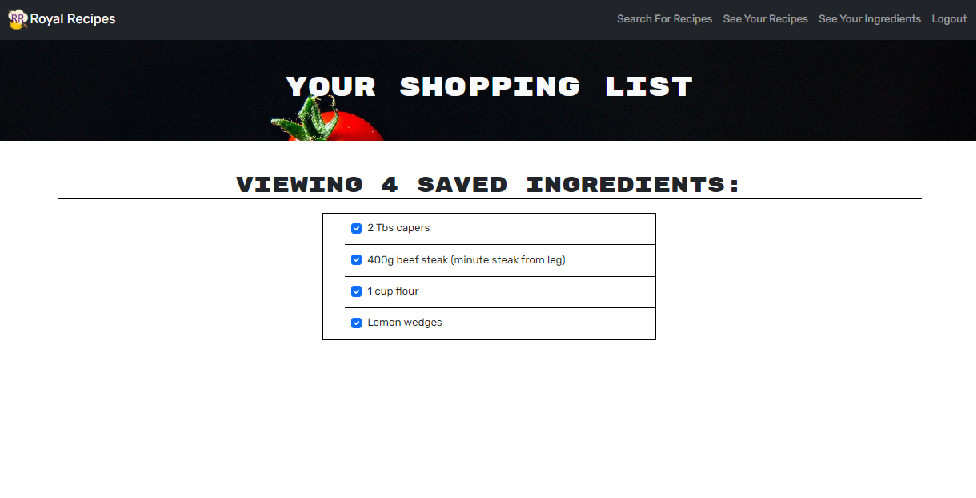 RR Royal Recipes
Search For Recipes See Your Recipes See Your Ingredients Logout
YOUR SHOPPING LIST
VIEWING 4 SAVED INGREDIENTS:
2 Tbs capers
400g beef steak (minute steak from leg)
1 cup flour
Lemon wedges